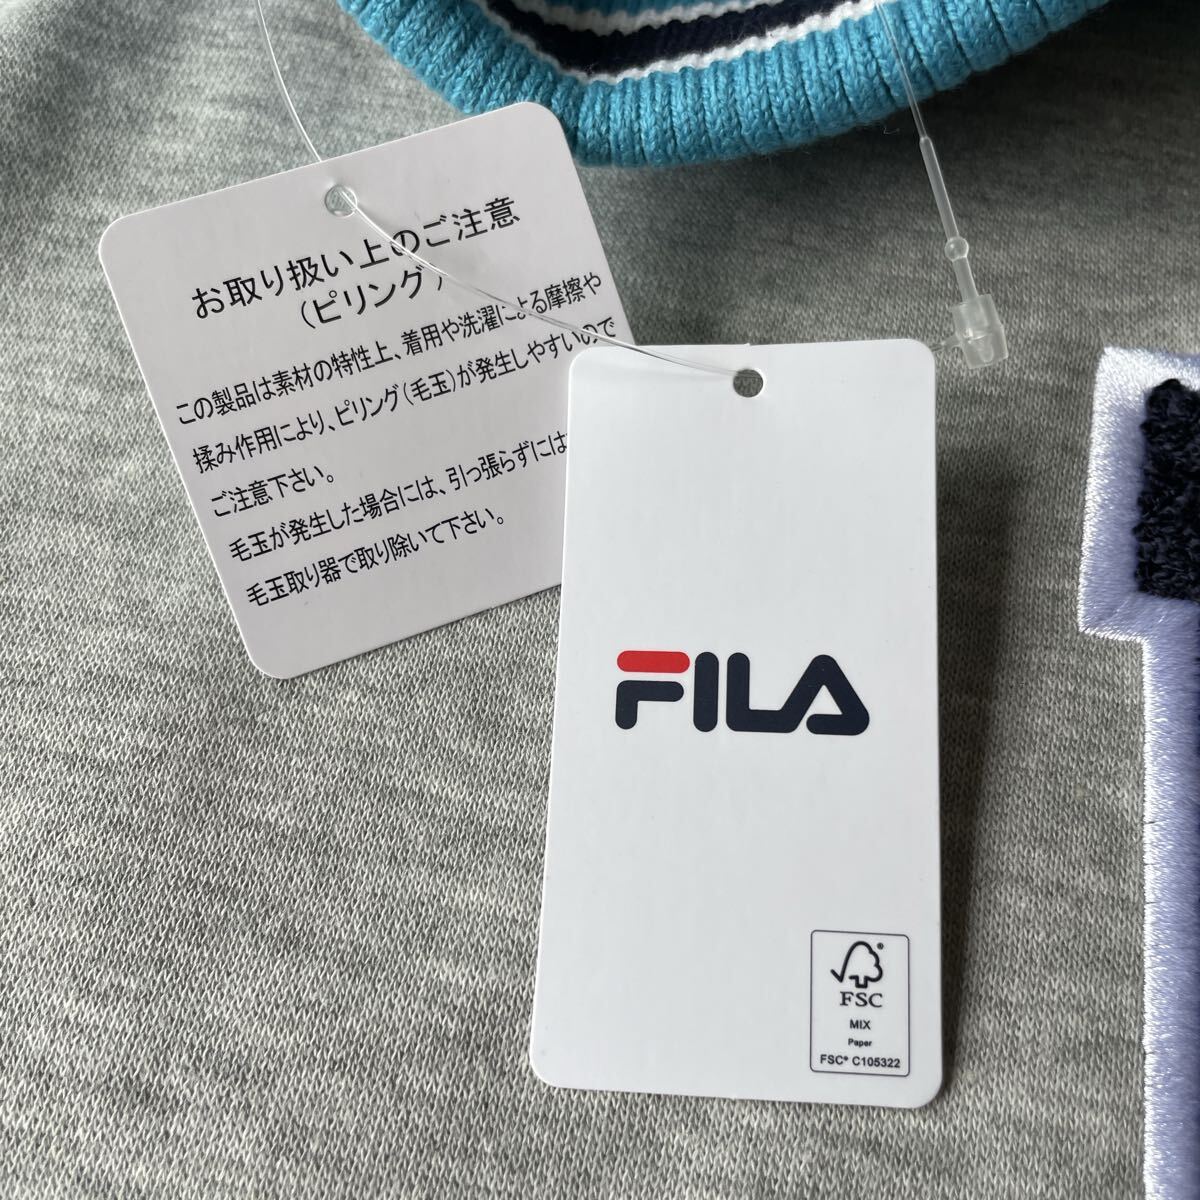 お取り扱い上のご注意
（ピリング）
この製品は素材の特性上、着用や洗濯による摩擦や
揉み作用により、ピリング（毛玉）が発生しやすいので
ご注意下さい。
毛玉が発生した場合には、引っ張らずには
毛玉取り器で取り除いて下さい。
FILA
FSC
MIX
Paper
FSC® C105322